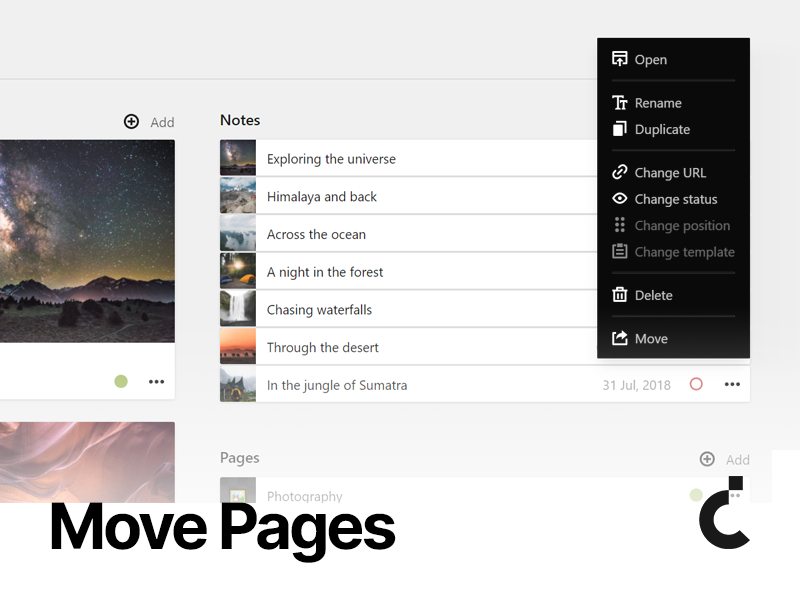 Add
Notes
Exploring the universe
Himalaya and back
Across the ocean
A night in the forest
Chasing waterfalls
Through the desert
In the jungle of Sumatra
31 Jul, 2018
Open
Rename
Duplicate
Change URL
Change status
Change position
Change template
Delete
Move
Pages
Add
Photography
Move Pages